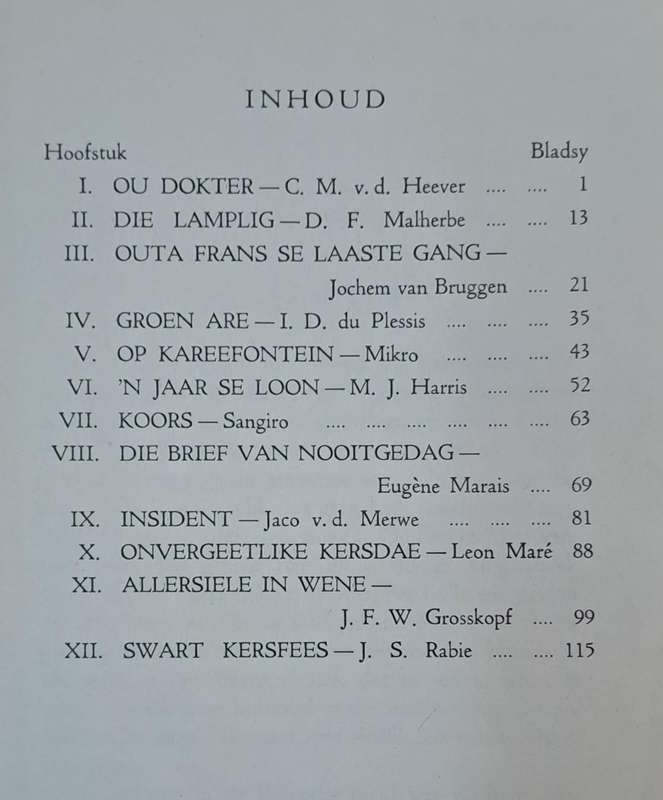 INHOUD
Hoofstuk Bladsy
I. OU DOKTER — C. M. v.d. Heever .... .... 1
II. DIE LAMPLIG — D. F. Malherbe .... .... 13
III. OUTA FRANS SE LAASTE GANG —
Jochem van Bruggen .... 21
IV. GROEN ARE — I. D. du Plessis .... .... .... 35
V. OP KAREEFONTEIN — Mikro .... .... .... 43
VI. 'N JAAR SE LOON — M. J. Harris .... .... 52
VII. KOORS — Sangiro .... .... .... .... .... .... 63
VIII. DIE BRIEF VAN NOOITGEDAG —
Eugène Marais .... 69
IX. INSIDENT — Jaco v.d. Merwe .... .... .... 81
X. ONVERGEETLIKE KERSDAE — Leon Maré 88
XI. ALLERSIELE IN WENE —
J. F. W. Grosskopf .... 99
XII. SWART KERSFEES — J. S. Rabie .... .... 115